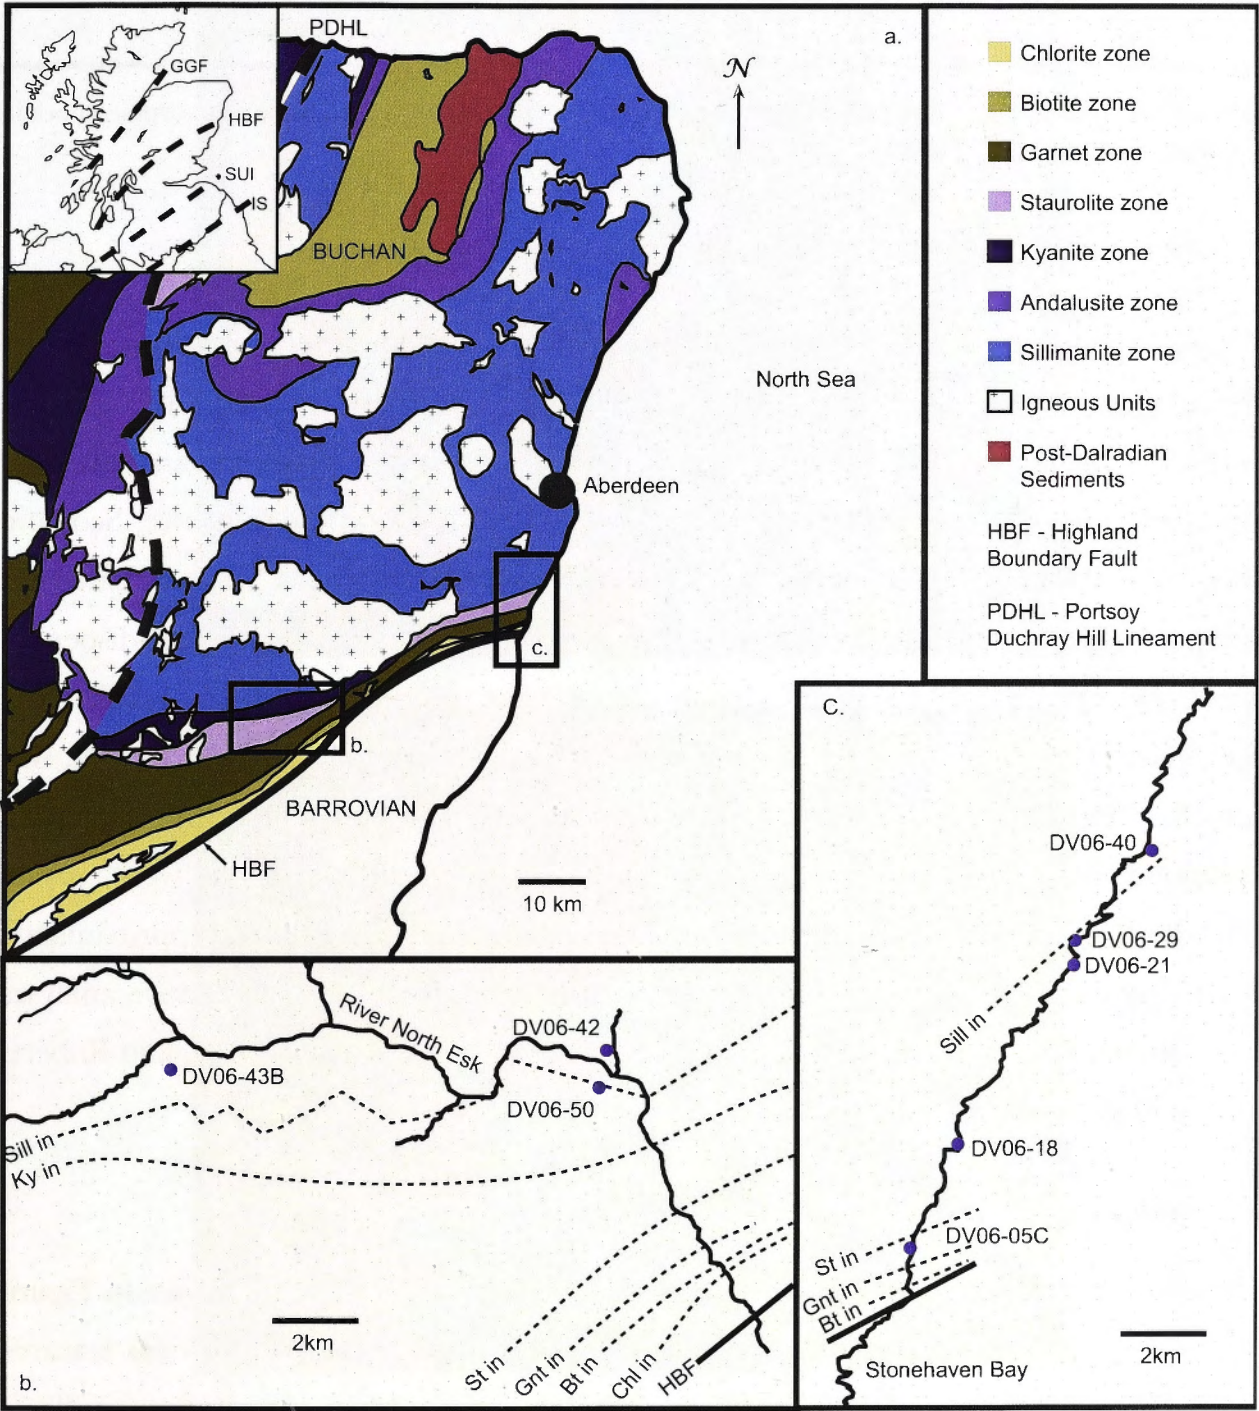 PDHL
a.
N
GGF
HBF
SUI
IS
BUCHAN
North Sea
Aberdeen
c.
b.
BARROVIAN
HBF
10 km
Chlorite zone
Biotite zone
Garnet zone
Staurolite zone
Kyanite zone
Andalusite zone
Sillimanite zone
Igneous Units
Post-Dalradian
Sediments
HBF - Highland
Boundary Fault
PDHL - Portsoy
Duchray Hill Lineament
River North Esk
DV06-42
DV06-43B
DV06-50
Sill in
Ky in
2km
St in
Gnt in
Bt in
Chl in
HBF
b.
C.
DV06-40
DV06-29
DV06-21
Sill in
DV06-18
DV06-05C
St in
Gnt in
Bt in
2km
Stonehaven Bay